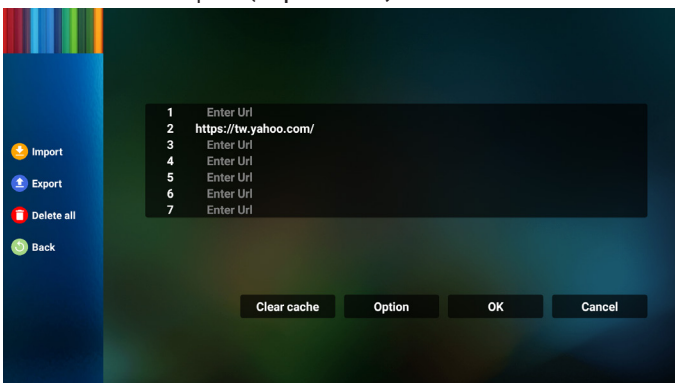 Import
Export
Delete all
Back
1 Enter Url
2 https://tw.yahoo.com/
3 Enter Url
4 Enter Url
5 Enter Url
6 Enter Url
7 Enter Url
Clear cache Option OK Cancel